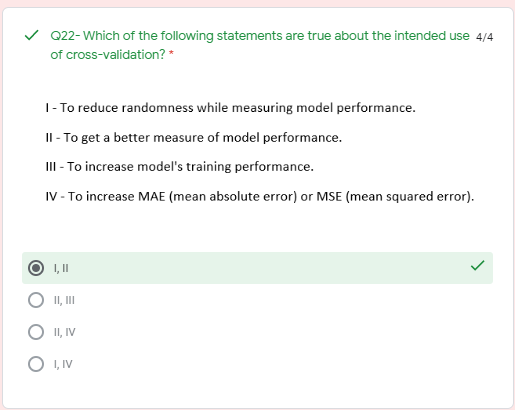 Q22- Which of the following statements are true about the intended use 4/4
of cross-validation? *
I - To reduce randomness while measuring model performance.
II - To get a better measure of model performance.
III - To increase model's training performance.
IV - To increase MAE (mean absolute error) or MSE (mean squared error).
I, II
II, III
II, IV
I, IV